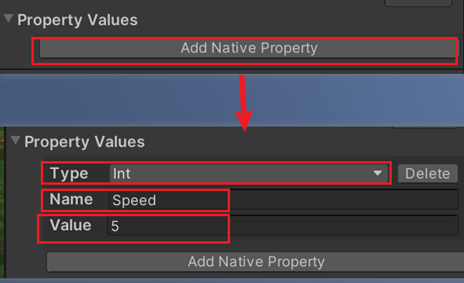 Property Values
Add Native Property
Property Values
Type Int Delete
Name Speed
Value 5
Add Native Property